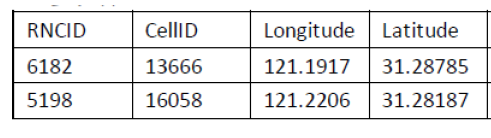 RNCID CellID Longitude Latitude
6182 13666 121.1917 31.28785
5198 16058 121.2206 31.28187